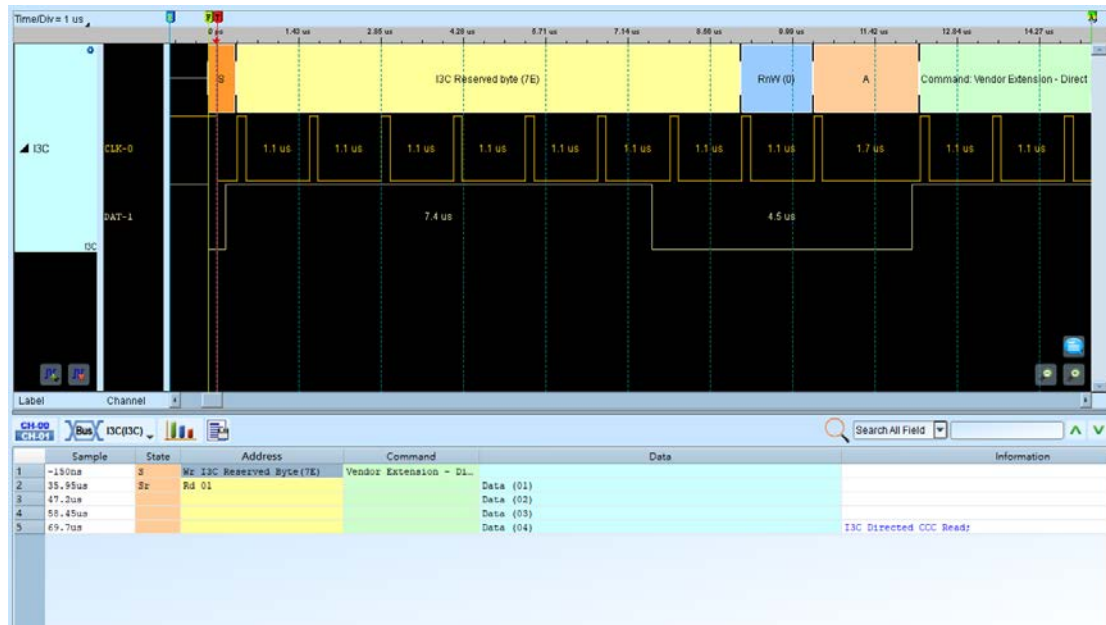 Time/Div = 1 us
0 ps 1.43 us 2.85 us 4.28 us 5.71 us 7.14 us 8.55 us 9.99 us 11.42 us 12.84 us 14.27 us
S I3C Reserved byte (7E) RnW (0) A Command: Vendor Extension - Direct
I3C CLK-0 1.1 us 1.1 us 1.1 us 1.1 us 1.1 us 1.1 us 1.1 us 1.1 us 1.7 us 1.1 us 1.1 us
DAT-1 7.4 us 4.5 us
I3C
Label Channel
CH-00
CH-01 Bus I3C(I3C) Search All Field
Sample State Address Command Data Information
1 -150ns S Wr I3C Reserved Byte(7E) Vendor Extension - Di...
2 35.95us Sr Rd 01 Data (01)
3 47.2us Data (02)
4 58.45us Data (03)
5 69.7us Data (04) I3C Directed CCC Read;